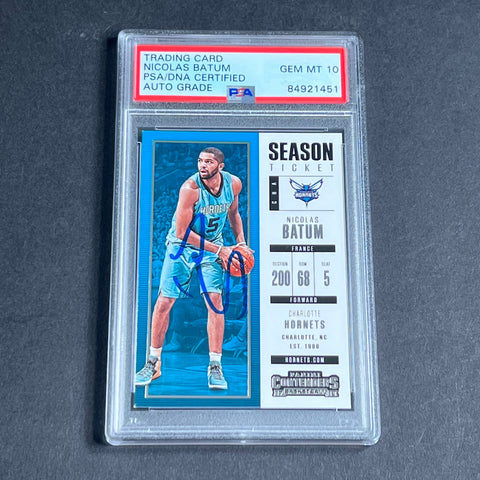 TRADING CARD
NICOLAS BATUM
PSA/DNA CERTIFIED
AUTO GRADE
GEM MT 10
84921451
PSA
SEASON
TICKET
HORNETS
5
HORNETS
NICOLAS
BATUM
FRANCE
SECTION ROW SEAT
200 68 5
FORWARD
CHARLOTTE
HORNETS
CHARLOTTE, NC
EST. 1988
HORNETS.COM
PANINI
CONTENDERS
BASKETBALL